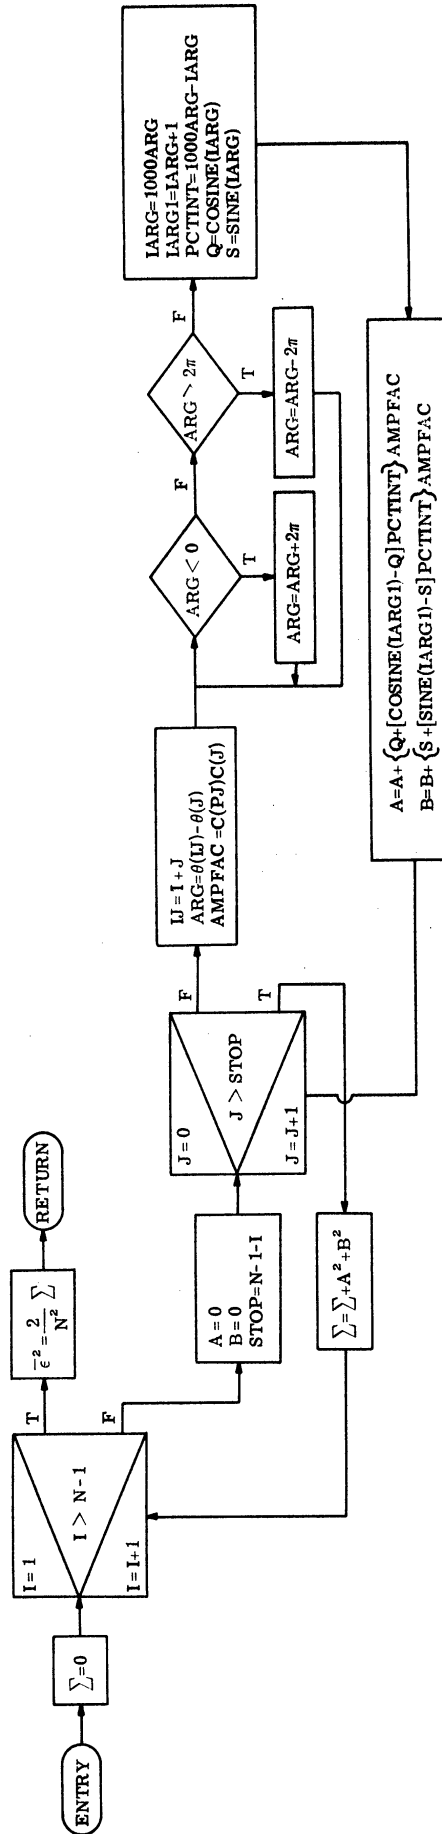 ENTRY
∑=0
I=1
I > N-1
I=I+1
T
F
ε̅²= 2/N² ∑
RETURN
A=0
B=0
STOP=N-1-I
J=0
J > STOP
J=J+1
F
T
∑=∑+A²+B²
IJ=I+J
ARG=θ(IJ)-θ(J)
AMPFAC=C(PJ)C(J)
ARG < 0
F
T
ARG=ARG+2π
ARG > 2π
F
T
ARG=ARG-2π
IARG=1000ARG
IARG1=IARG+1
PCTINT=1000ARG-IARG
Q=COSINE(IARG)
S=SINE(IARG)
A=A+{Q+[COSINE(IARG1)-Q]PCTINT}AMPFAC
B=B+{S+[SINE(IARG1)-S]PCTINT}AMPFAC